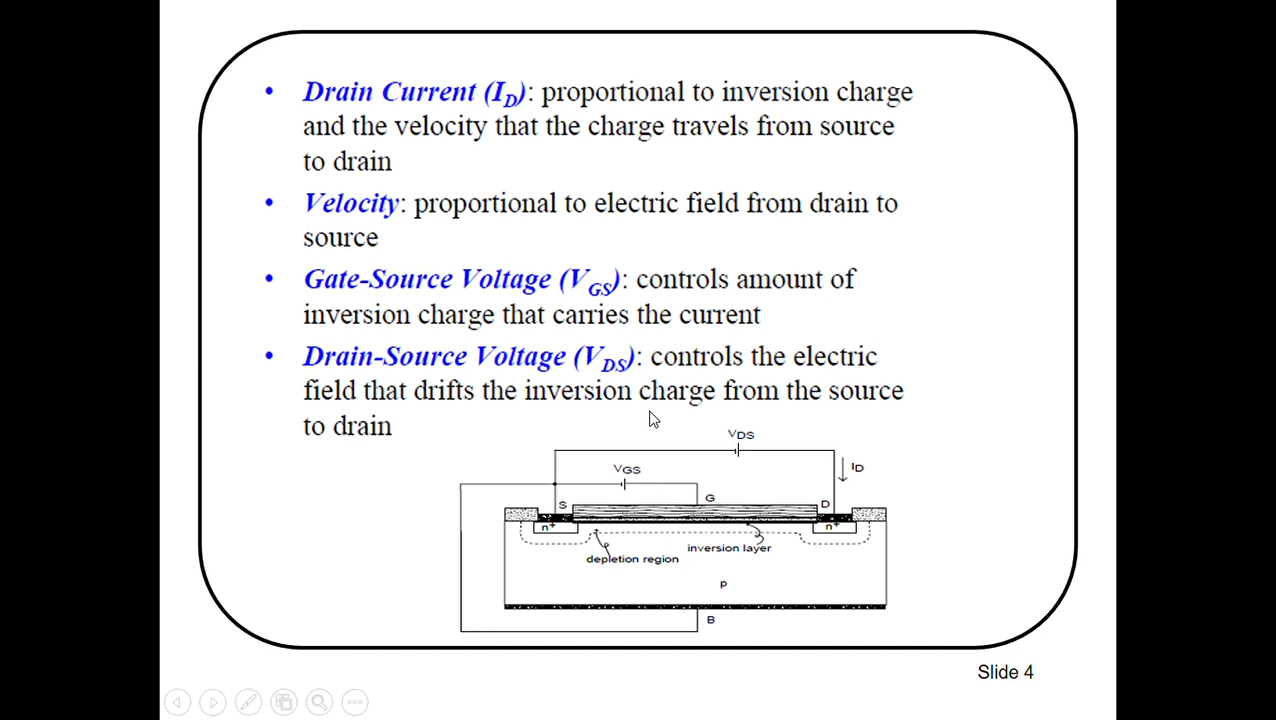 • Drain Current (I_D): proportional to inversion charge
and the velocity that the charge travels from source
to drain
• Velocity: proportional to electric field from drain to
source
• Gate-Source Voltage (V_GS): controls amount of
inversion charge that carries the current
• Drain-Source Voltage (V_DS): controls the electric
field that drifts the inversion charge from the source
to drain
VDS
VGS
ID
S
G
D
n+
n+
inversion layer
depletion region
p
B
Slide 4